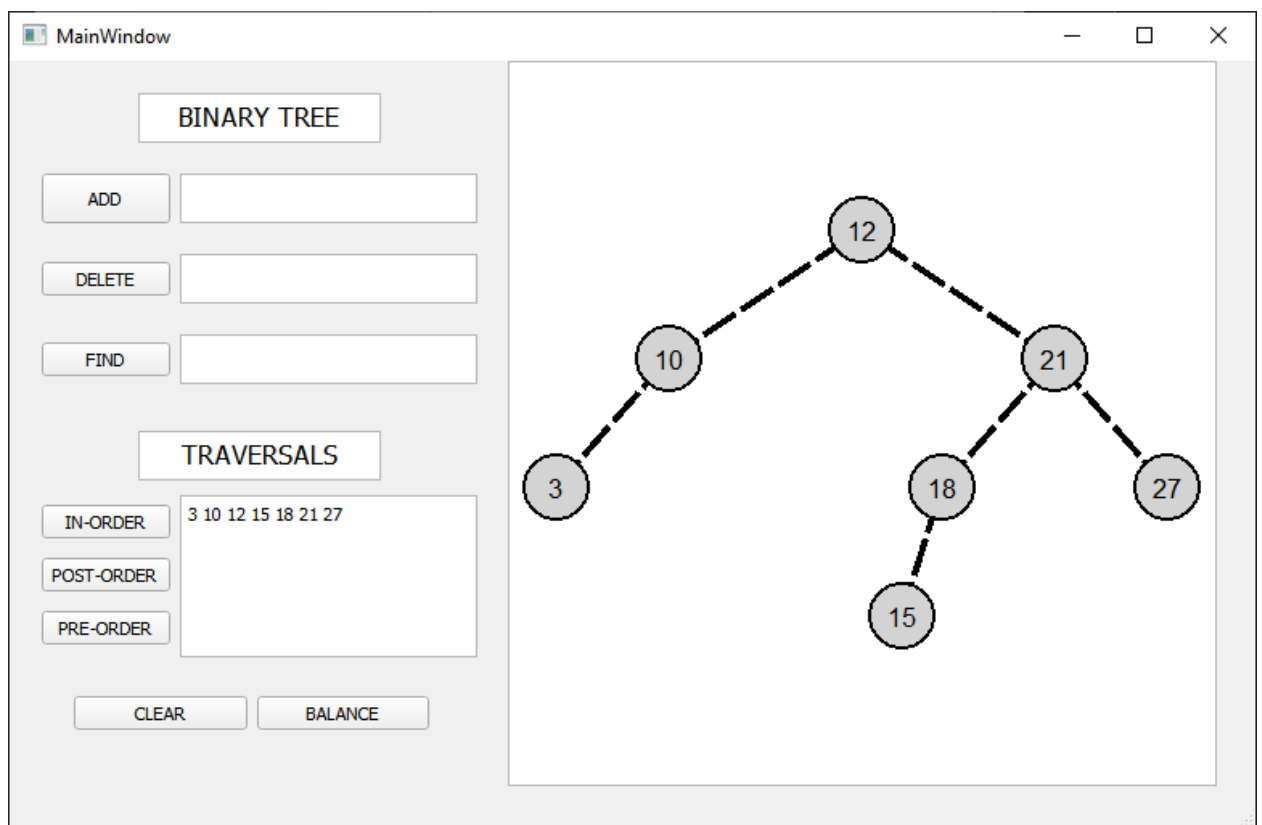 MainWindow
BINARY TREE
ADD
DELETE
FIND
TRAVERSALS
IN-ORDER
3 10 12 15 18 21 27
POST-ORDER
PRE-ORDER
CLEAR
BALANCE
12
10
21
3
18
27
15